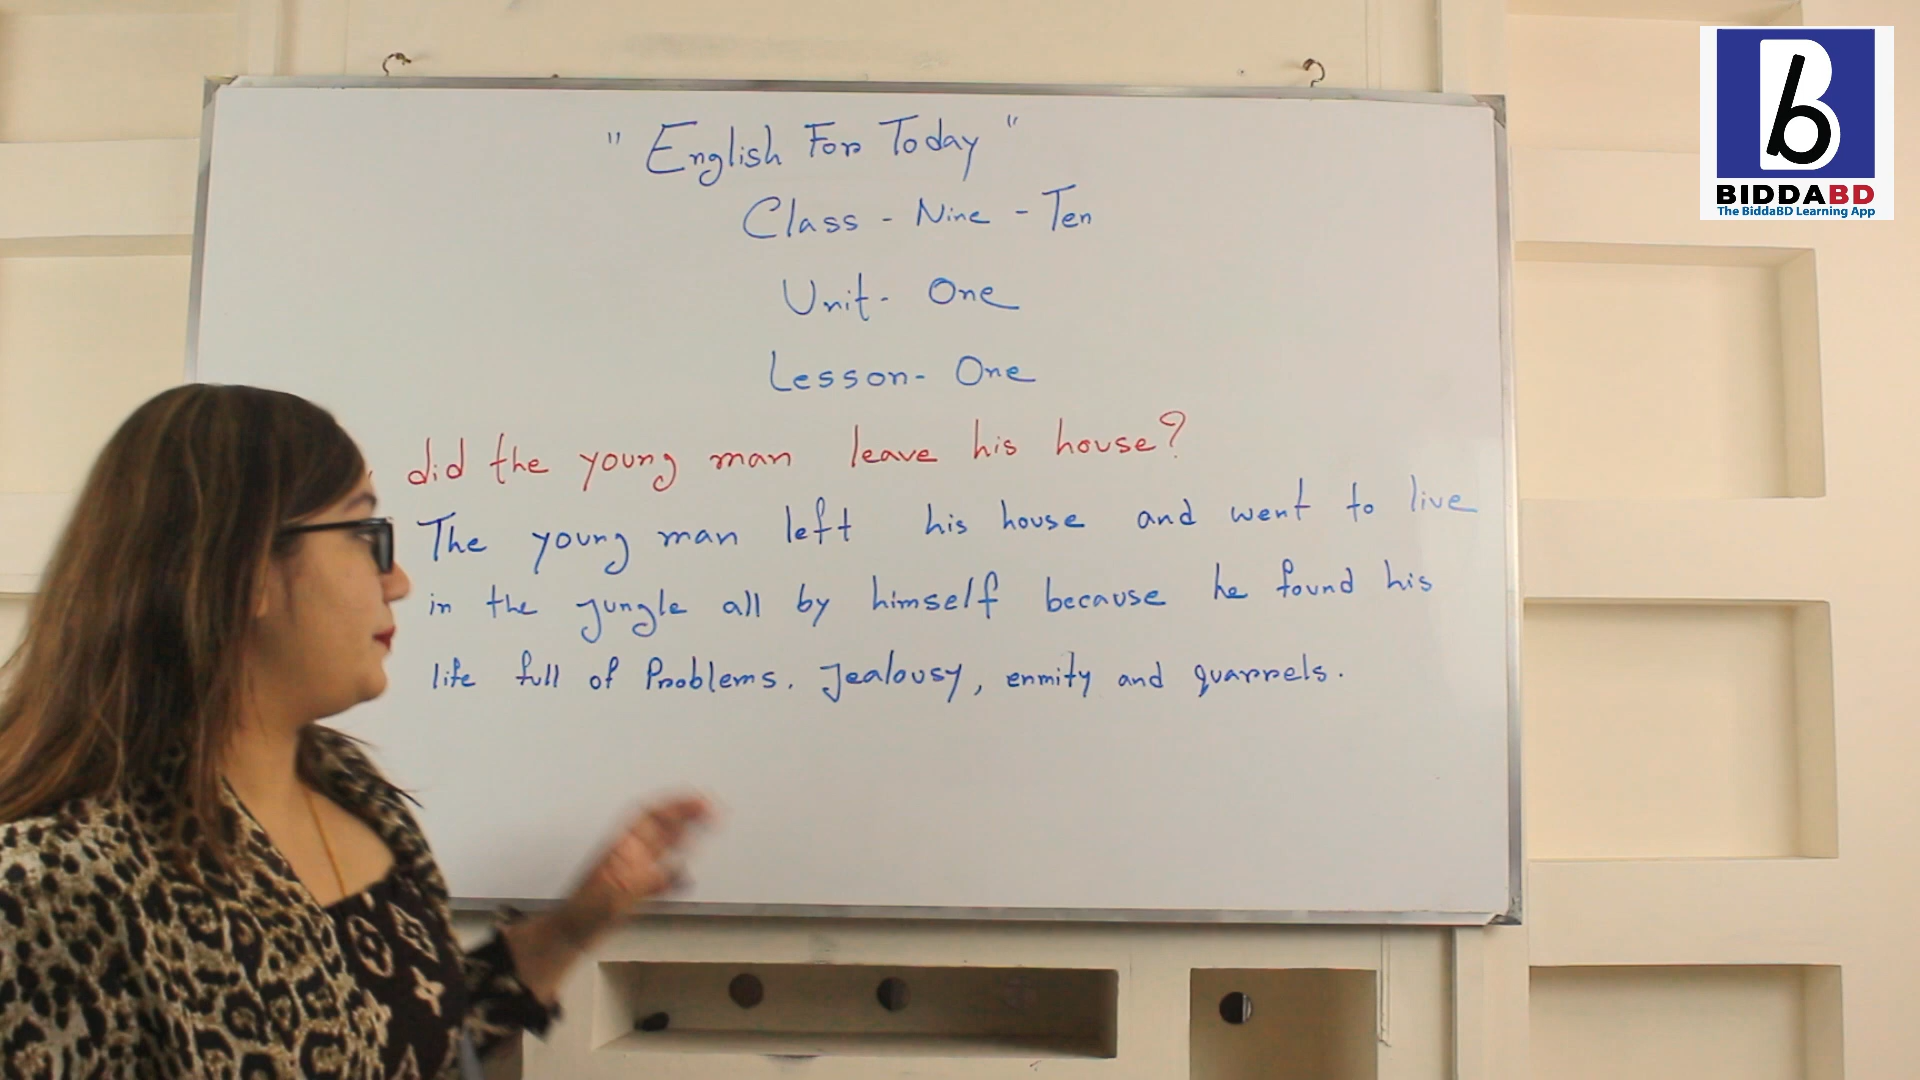 " English For Today "
Class - Nine - Ten
Unit - One
Lesson - One
did the young man leave his house?
The young man left his house and went to live
in the jungle all by himself because he found his
life full of Problems. Jealousy, enmity and quarrels.
B
BIDDABD
The BiddaBD Learning App